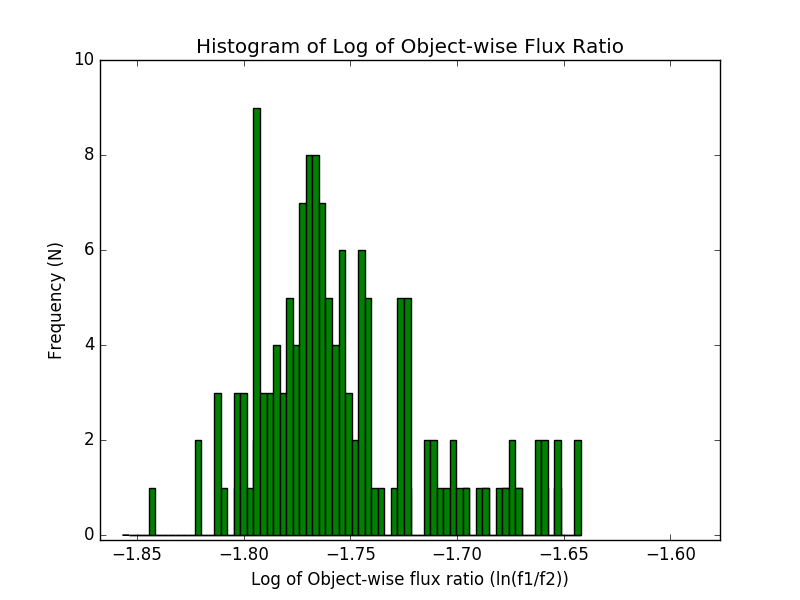 Histogram of Log of Object-wise Flux Ratio
10
8
6
4
2
0
Frequency (N)
−1.85 −1.80 −1.75 −1.70 −1.65 −1.60
Log of Object-wise flux ratio (ln(f1/f2))